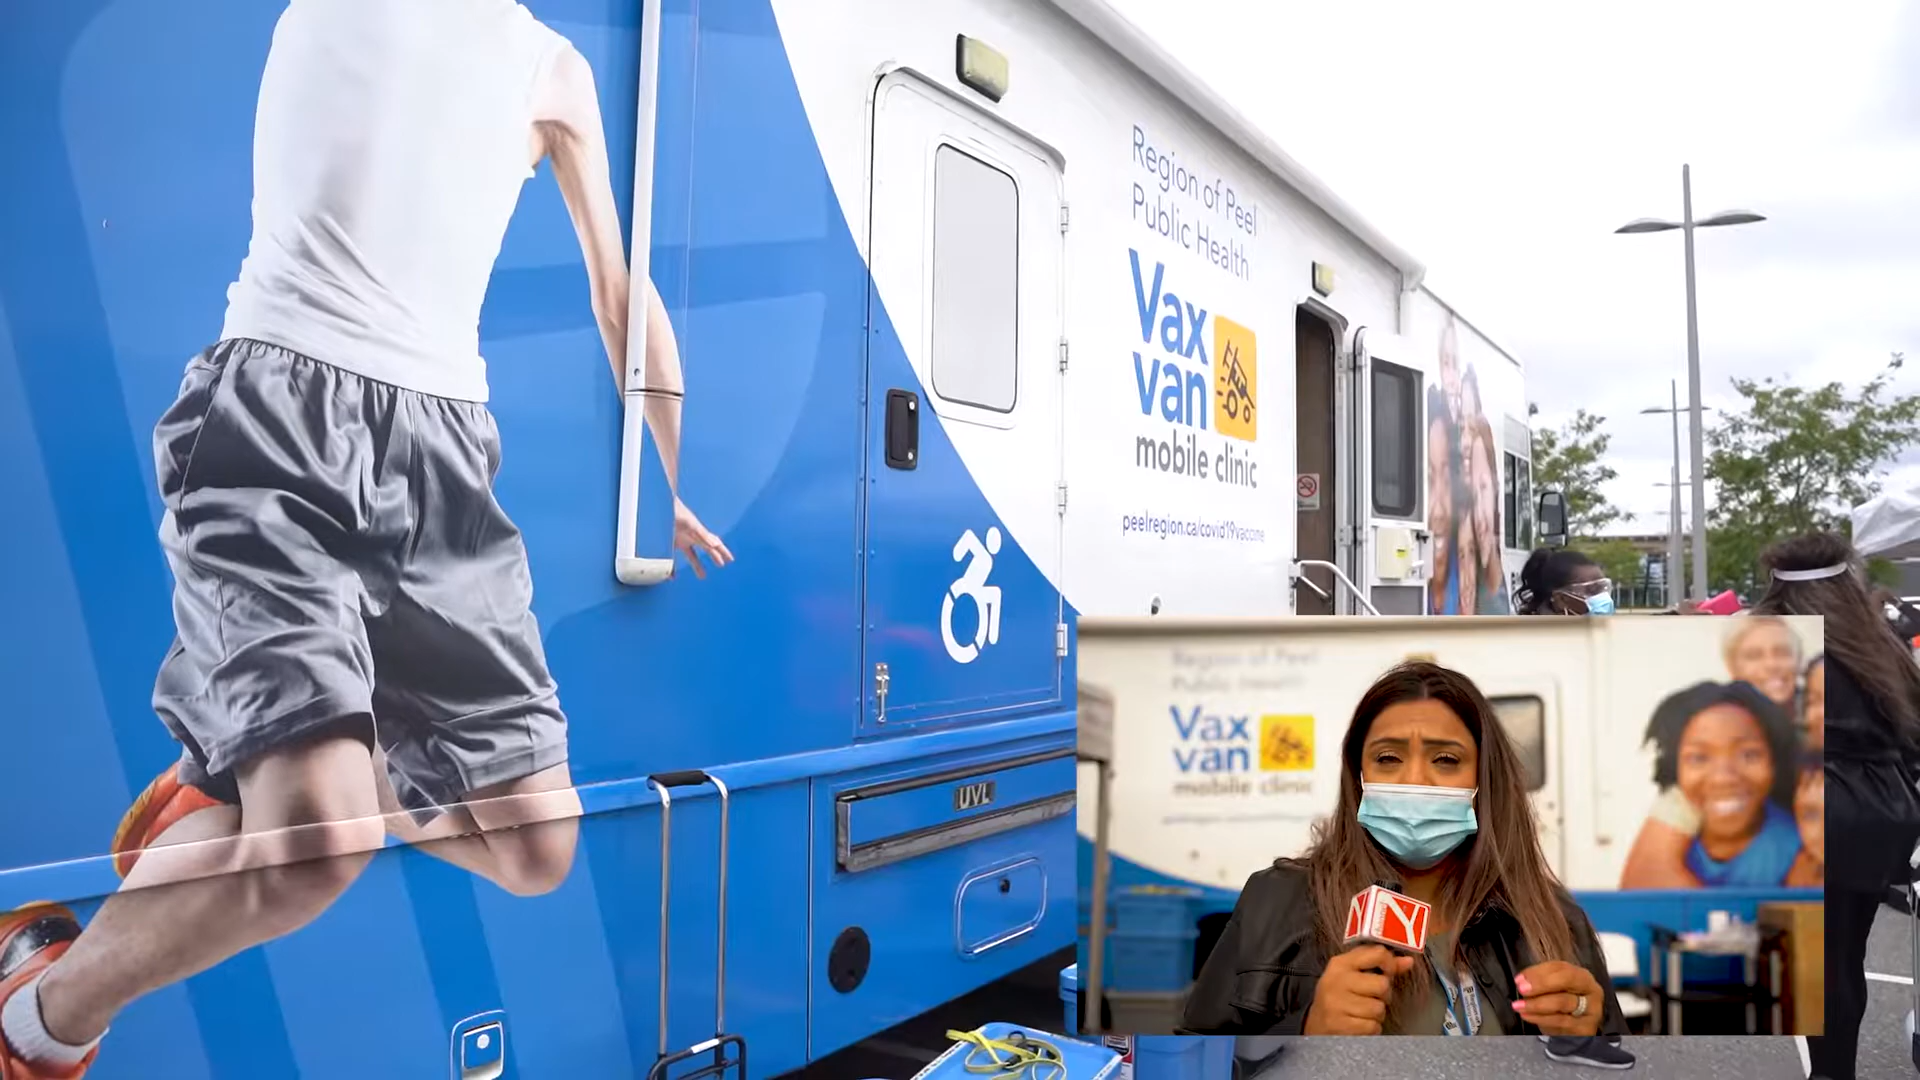 Region of Peel
Public Health
Vax
van
mobile clinic
peelregion.ca/covid19vaccine
UVL
Region of Peel
Public Health
Vax
van
mobile clinic
Y